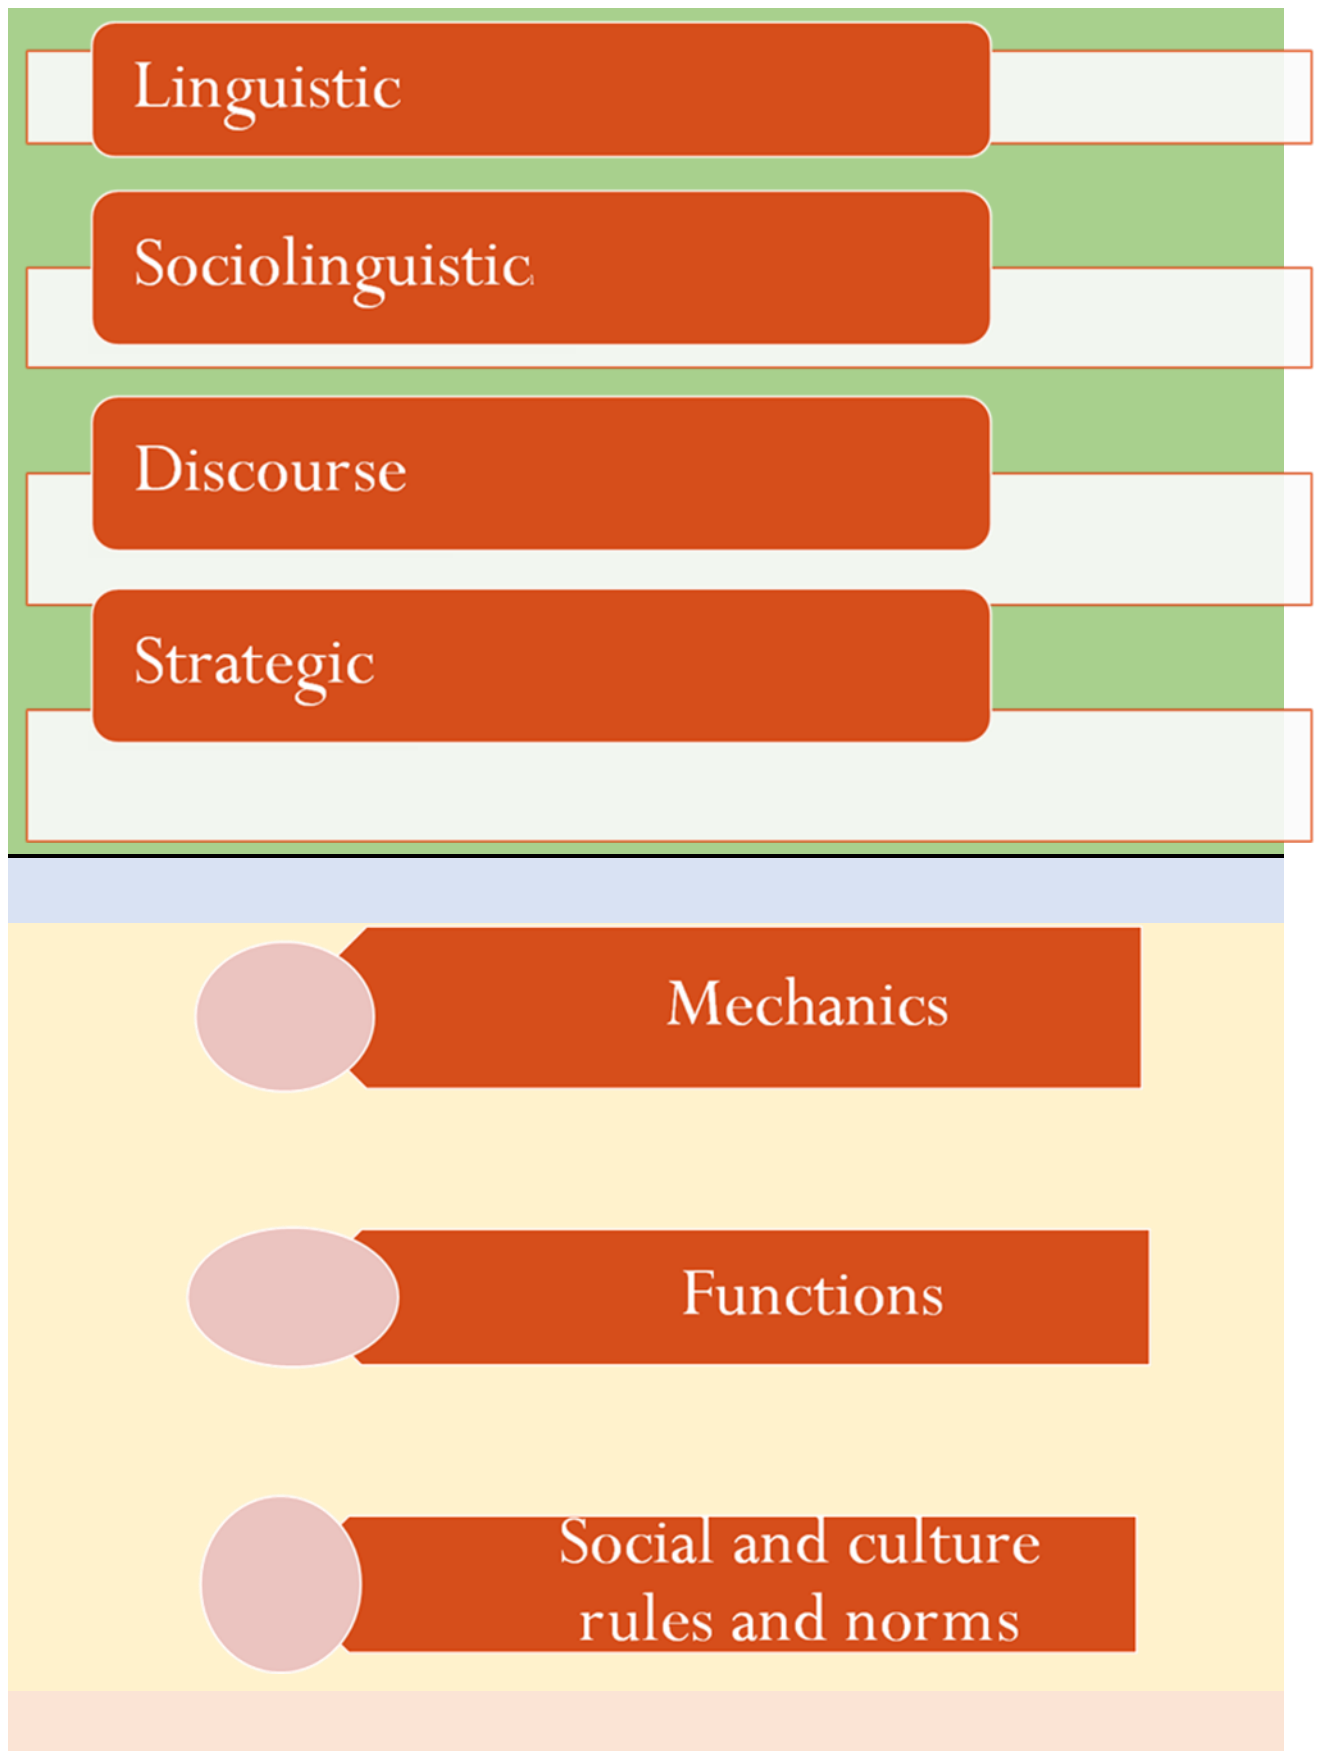 Linguistic
Sociolinguistic
Discourse
Strategic
Mechanics
Functions
Social and culture
rules and norms